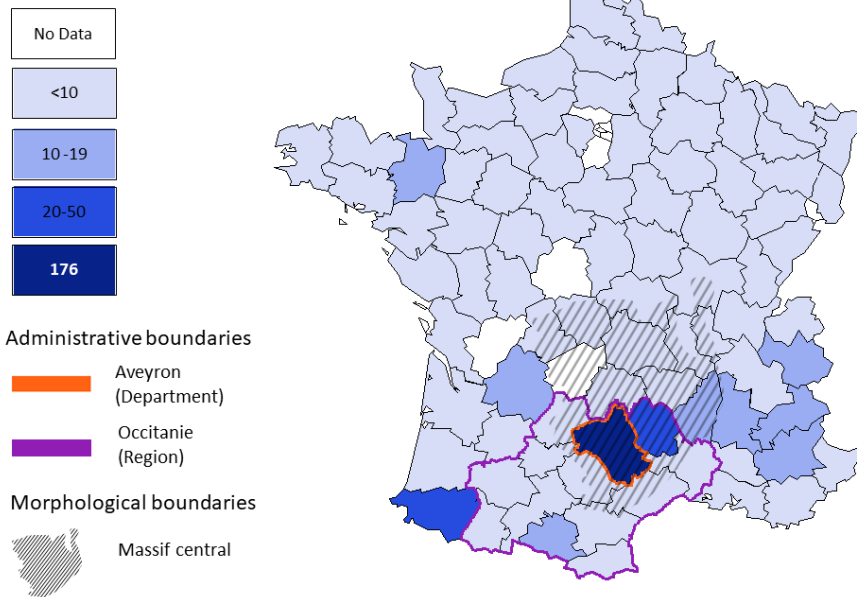 No Data
<10
10 -19
20-50
176
Administrative boundaries
Aveyron
(Department)
Occitanie
(Region)
Morphological boundaries
Massif central